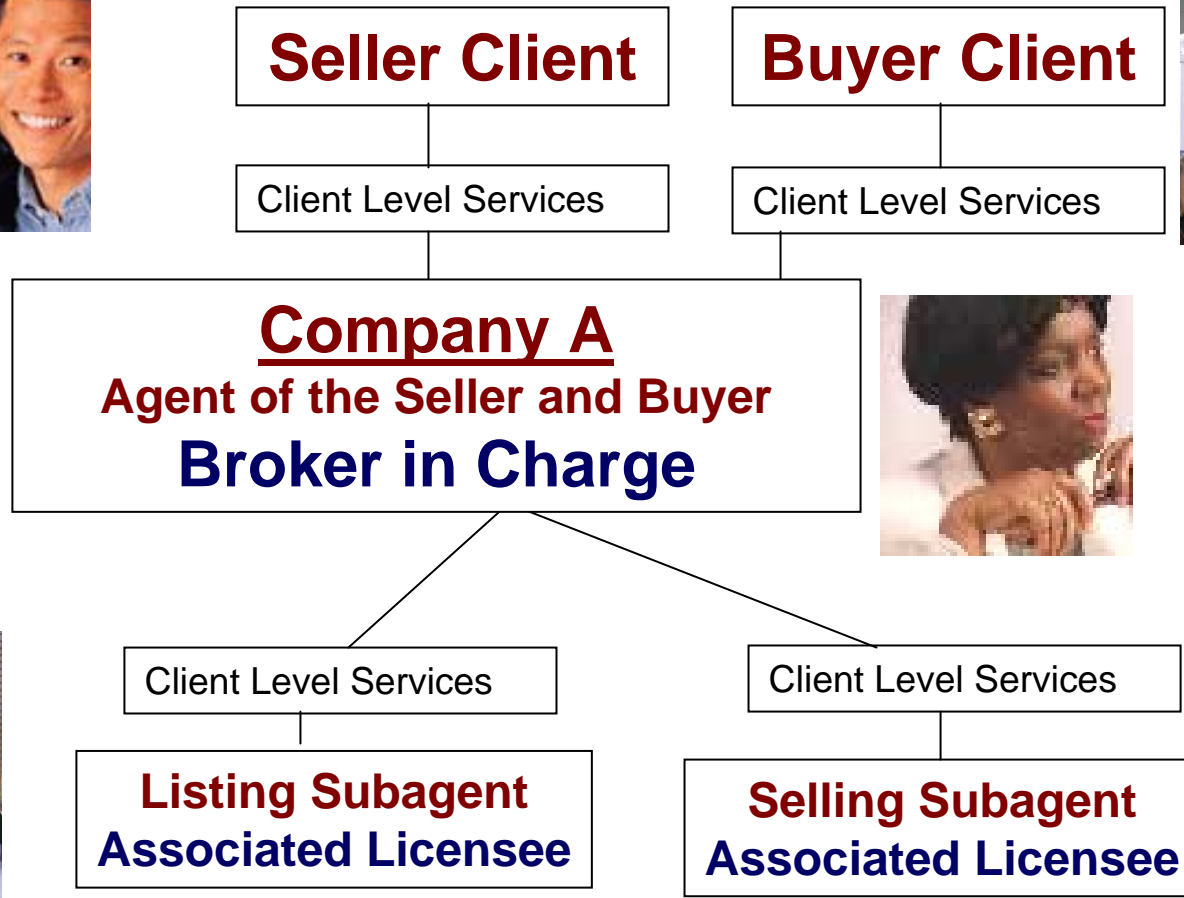 Seller Client
Buyer Client
Client Level Services
Client Level Services
Company A
Agent of the Seller and Buyer
Broker in Charge
Client Level Services
Client Level Services
Listing Subagent
Associated Licensee
Selling Subagent
Associated Licensee